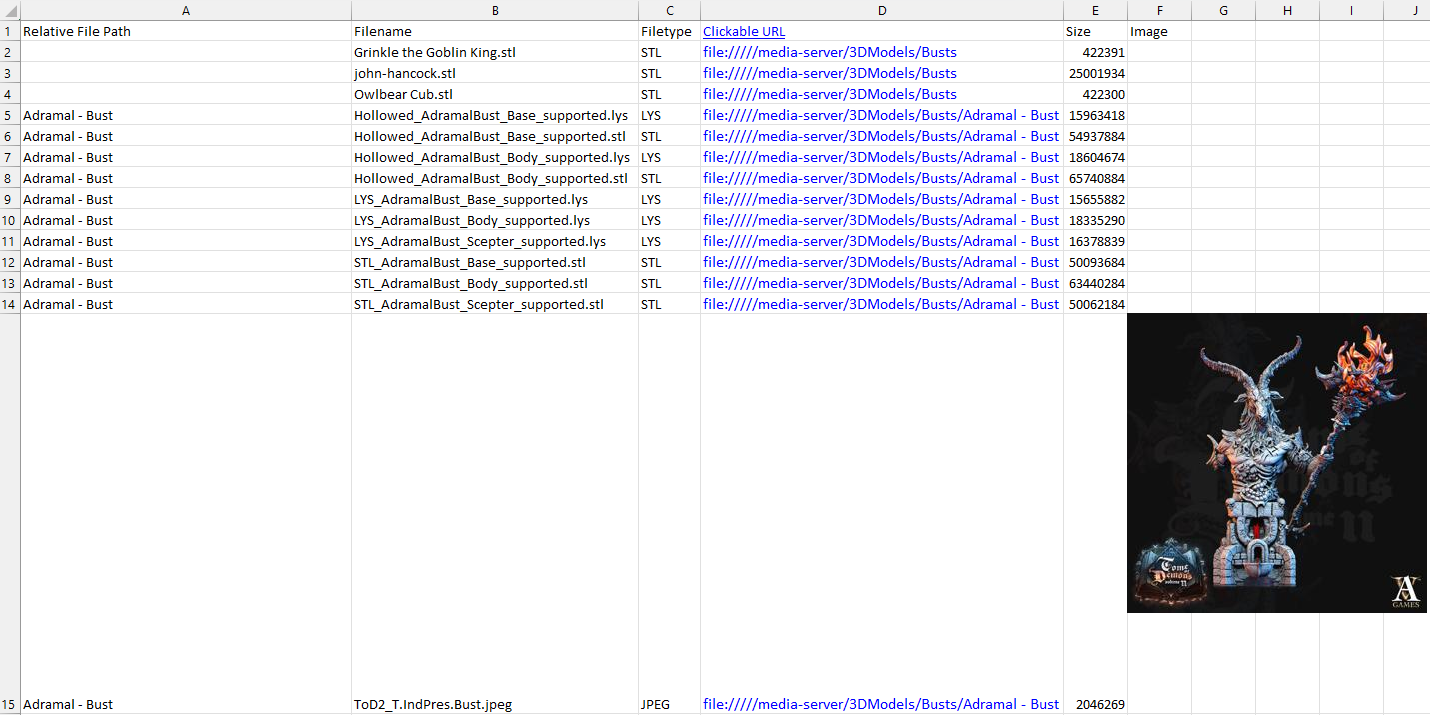 A B C D E F G H I J
1 Relative File Path Filename Filetype Clickable URL Size Image
2 Grinkle the Goblin King.stl STL file://///media-server/3DModels/Busts 422391
3 john-hancock.stl STL file://///media-server/3DModels/Busts 25001934
4 Owlbear Cub.stl STL file://///media-server/3DModels/Busts 422300
5 Adramal - Bust Hollowed_AdramalBust_Base_supported.lys LYS file://///media-server/3DModels/Busts/Adramal - Bust 15963418
6 Adramal - Bust Hollowed_AdramalBust_Base_supported.stl STL file://///media-server/3DModels/Busts/Adramal - Bust 54937884
7 Adramal - Bust Hollowed_AdramalBust_Body_supported.lys LYS file://///media-server/3DModels/Busts/Adramal - Bust 18604674
8 Adramal - Bust Hollowed_AdramalBust_Body_supported.stl STL file://///media-server/3DModels/Busts/Adramal - Bust 65740884
9 Adramal - Bust LYS_AdramalBust_Base_supported.lys LYS file://///media-server/3DModels/Busts/Adramal - Bust 15655882
10 Adramal - Bust LYS_AdramalBust_Body_supported.lys LYS file://///media-server/3DModels/Busts/Adramal - Bust 18335290
11 Adramal - Bust LYS_AdramalBust_Scepter_supported.lys LYS file://///media-server/3DModels/Busts/Adramal - Bust 16378839
12 Adramal - Bust STL_AdramalBust_Base_supported.stl STL file://///media-server/3DModels/Busts/Adramal - Bust 50093684
13 Adramal - Bust STL_AdramalBust_Body_supported.stl STL file://///media-server/3DModels/Busts/Adramal - Bust 63440284
14 Adramal - Bust STL_AdramalBust_Scepter_supported.stl STL file://///media-server/3DModels/Busts/Adramal - Bust 50062184
Tome
of
Demons
Volume II
Tome
of
Demons
volume II
A
GAMES
15 Adramal - Bust ToD2_T.IndPres.Bust.jpeg JPEG file://///media-server/3DModels/Busts/Adramal - Bust 2046269